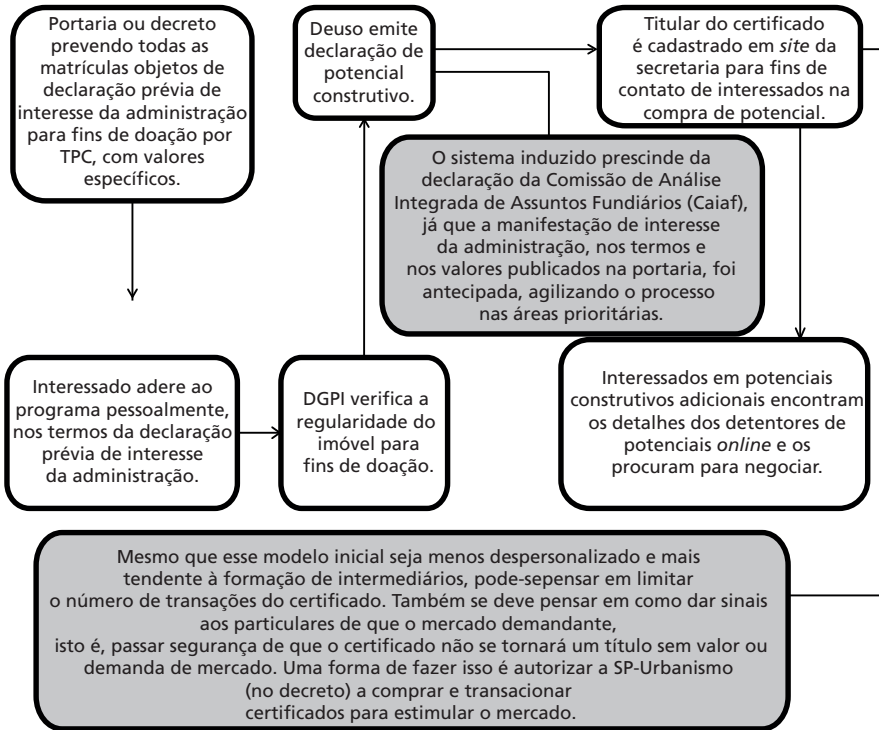 Portaria ou decreto
prevendo todas as
matrículas objetos de
declaração prévia de
interesse da administração
para fins de doação por
TPC, com valores
específicos.
Deuso emite
declaração de
potencial
construtivo.
Titular do certificado
é cadastrado em site da
secretaria para fins de
contato de interessados na
compra de potencial.
O sistema induzido prescinde da
declaração da Comissão de Análise
Integrada de Assuntos Fundiários (Caiaf),
já que a manifestação de interesse
da administração, nos termos e
nos valores publicados na portaria, foi
antecipada, agilizando o processo
nas áreas prioritárias.
Interessado adere ao
programa pessoalmente,
nos termos da declaração
prévia de interesse
da administração.
DGPI verifica a
regularidade do
imóvel para
fins de doação.
Interessados em potenciais
construtivos adicionais encontram
os detalhes dos detentores de
potenciais online e os
procuram para negociar.
Mesmo que esse modelo inicial seja menos despersonalizado e mais
tendente à formação de intermediários, pode-sepensar em limitar
o número de transações do certificado. Também se deve pensar em como dar sinais
aos particulares de que o mercado demandante,
isto é, passar segurança de que o certificado não se tornará um título sem valor ou
demanda de mercado. Uma forma de fazer isso é autorizar a SP-Urbanismo
(no decreto) a comprar e transacionar
certificados para estimular o mercado.